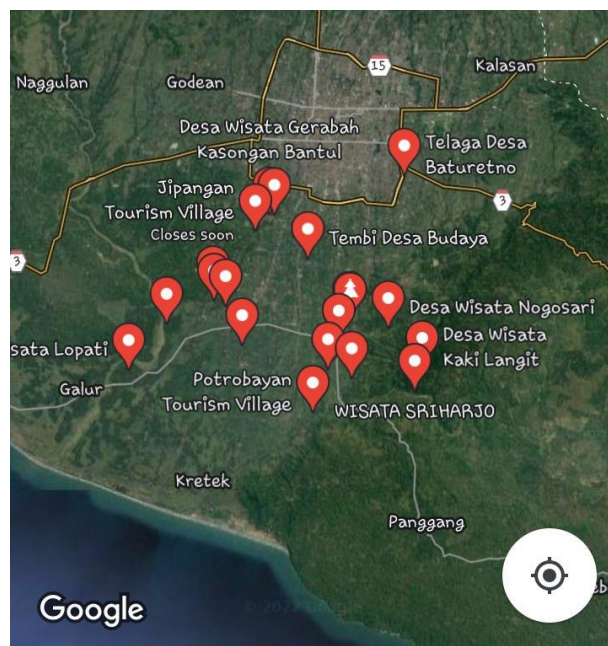 15
Kalasan
Naggulan
Godean
Desa Wisata Gerabah
Kasongan Bantul
Telaga Desa
Baturetno
Jipangan
Tourism Village
Closes soon
3
Tembi Desa Budaya
3
Desa Wisata Nogosari
sata Lopati
Desa Wisata
Kaki Langit
Galur
Potrobayan
Tourism Village
WISATA SRIHARJO
Kretek
Panggang
Google